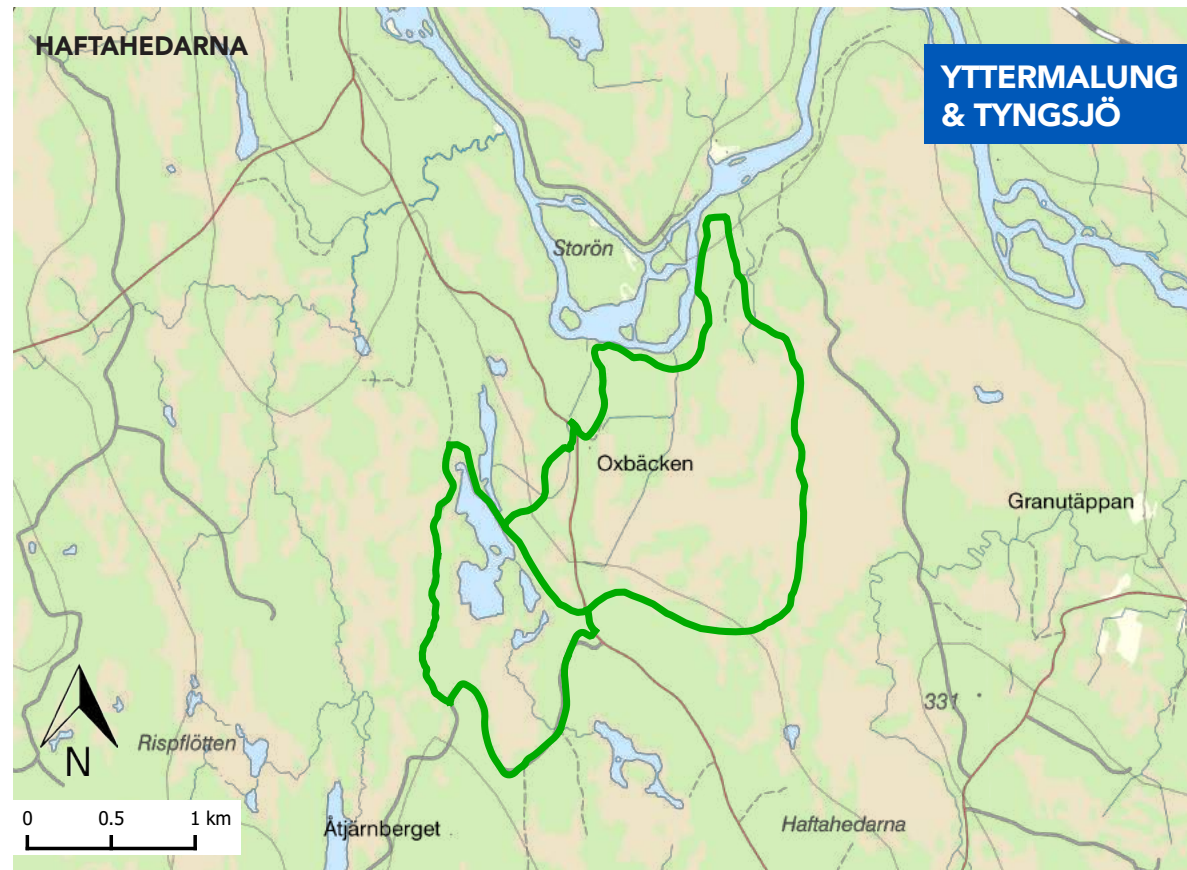 HAFTAHEDARNA
YTTERMALUNG
& TYNGSJÖ
Storön
Oxbäcken
Granutäppan
331
Rispflötten
N
0 0.5 1 km
Åtjärnberget
Haftahedarna